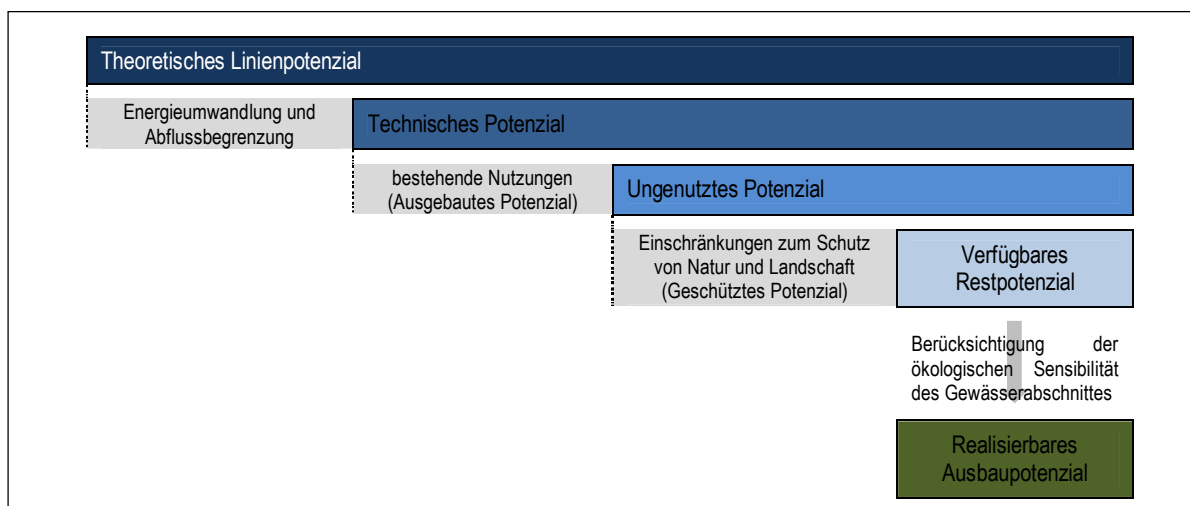 Theoretisches Linienpotenzial
Energieumwandlung und
Abflussbegrenzung
Technisches Potenzial
bestehende Nutzungen
(Ausgebautes Potenzial)
Ungenutztes Potenzial
Einschränkungen zum Schutz
von Natur und Landschaft
(Geschütztes Potenzial)
Verfügbares
Restpotenzial
Berücksichtigung der
ökologischen Sensibilität
des Gewässerabschnittes
Realisierbares
Ausbaupotenzial